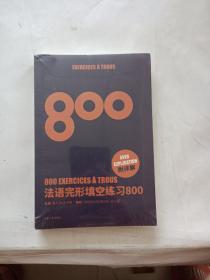 EXERCICES À TROUS
800
AVEC
EXPLICATION
附详解
800 EXERCICES À TROUS
法语完形填空练习800